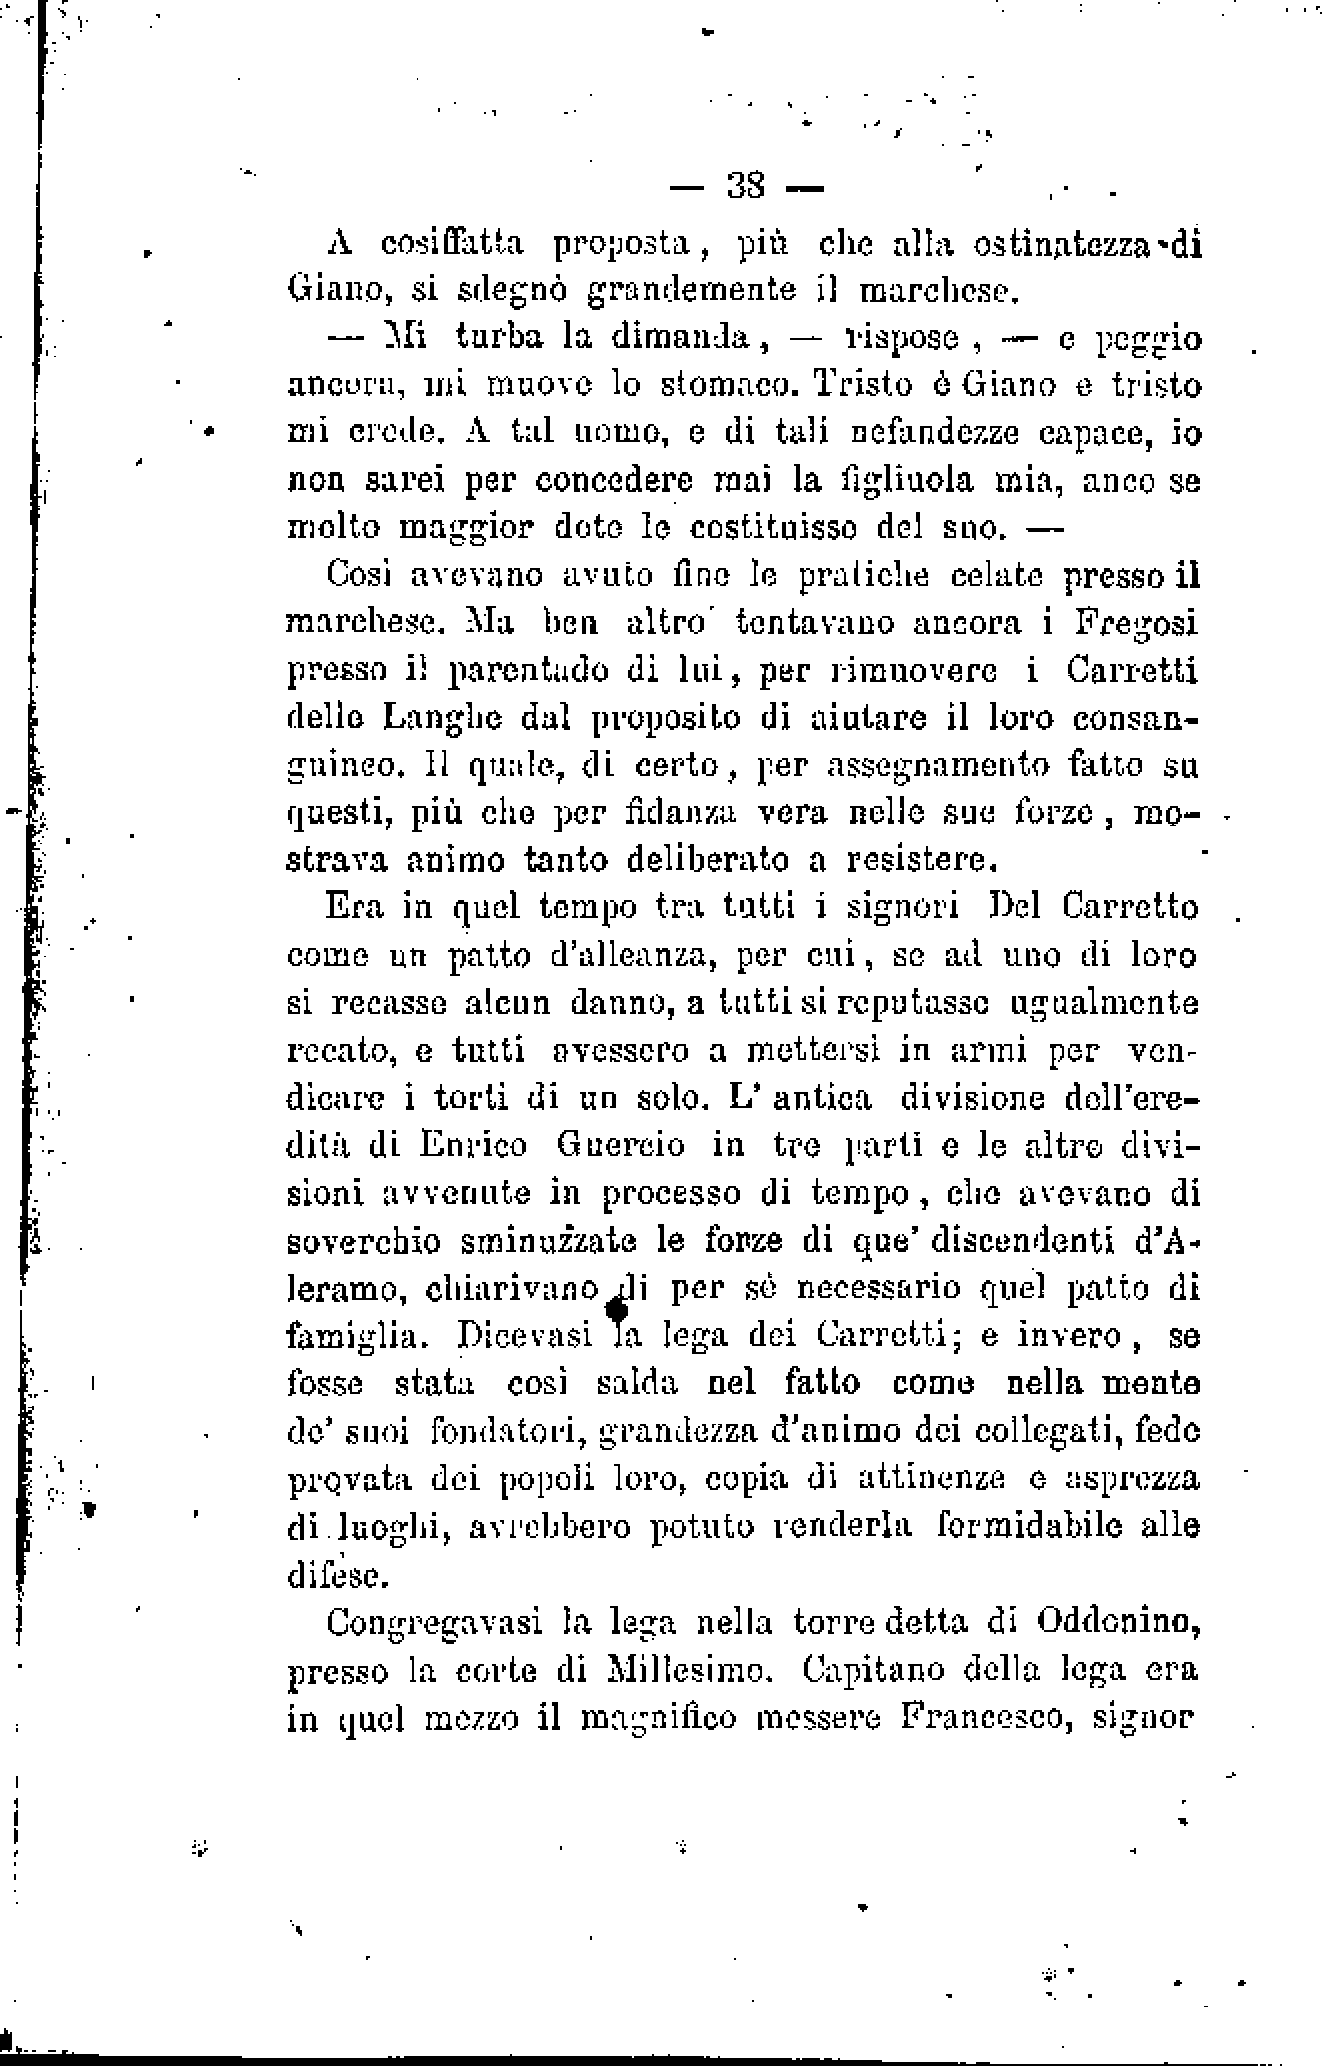 — 38 —
A cosiffatta proposta, più che alla ostinatezza di
Giano, si sdegnò grandemente il marchese.
— Mi turba la dimanda, — rispose, — e peggio
ancora, mi muove lo stomaco. Tristo è Giano e tristo
mi crede. A tal uomo, e di tali nefandezze capace, io
non sarei per concedere mai la figliuola mia, anco se
molto maggior dote le costituisse del suo. —
Così avevano avuto fine le pratiche celate presso il
marchese. Ma ben altro tentavano ancora i Fregosi
presso il parentado di lui, per rimuovere i Carretti
delle Langhe dal proposito di aiutare il loro consan-
guineo. Il quale, di certo, per assegnamento fatto su
questi, più che per fidanza vera nelle sue forze, mo-
strava animo tanto deliberato a resistere.
Era in quel tempo tra tutti i signori Del Carretto
come un patto d'alleanza, per cui, se ad uno di loro
si recasse alcun danno, a tutti si reputasse ugualmente
recato, e tutti avessero a mettersi in armi per ven-
dicare i torti di un solo. L'antica divisione dell'ere-
dità di Enrico Guercio in tre parti e le altre divi-
sioni avvenute in processo di tempo, che avevano di
soverchio sminuzzate le forze di que' discendenti d'A-
leramo, chiarivano di per sè necessario quel patto di
famiglia. Dicevasi la lega dei Carretti; e invero, se
fosse stata così salda nel fatto come nella mente
de' suoi fondatori, grandezza d'animo dei collegati, fede
provata dei popoli loro, copia di attinenze e asprezza
di luoghi, avrebbero potuto renderla formidabile alle
difese.
Congregavasi la lega nella torre detta di Oddonino,
presso la corte di Millesimo. Capitano della lega era
in quel mezzo il magnifico messere Francesco, signor